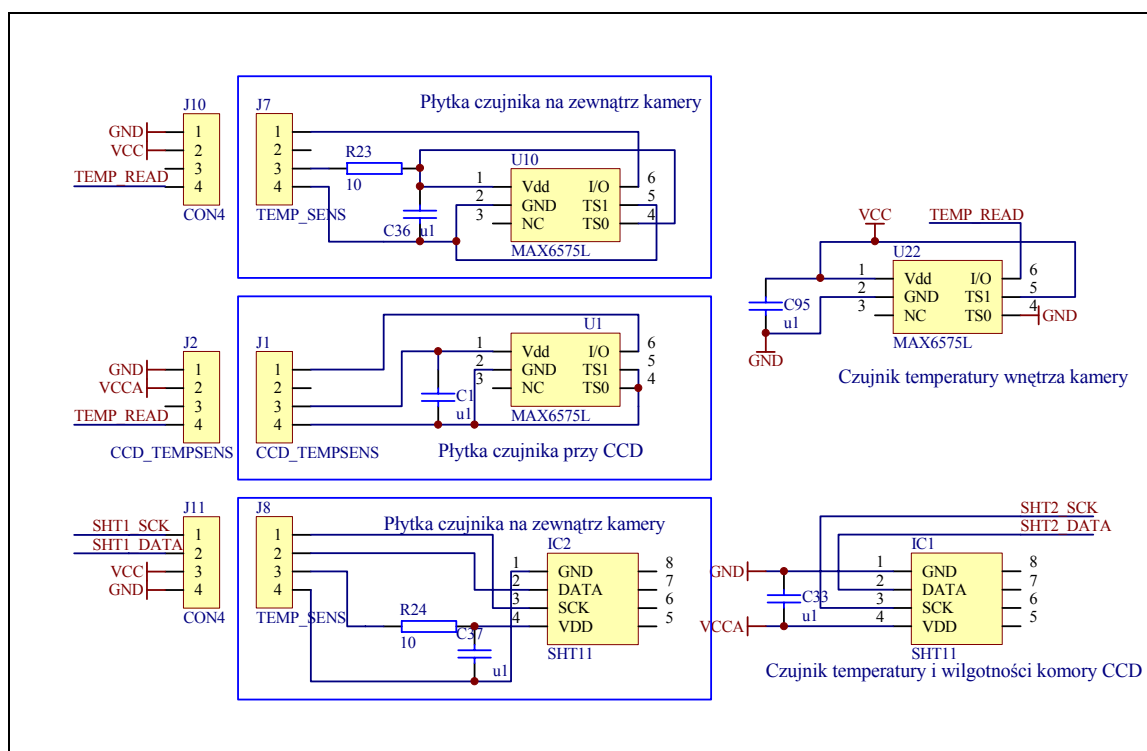 J10
GND
VCC
TEMP_READ
1
2
3
4
CON4
J7
1
2
3
4
TEMP_SENS
Płytka czujnika na zewnątrz kamery
R23
10
C36
u1
U10
1
2
3
Vdd
GND
NC
I/O
TS1
TS0
6
5
4
MAX6575L
VCC
TEMP_READ
U22
1
2
3
Vdd
GND
NC
I/O
TS1
TS0
6
5
4
GND
MAX6575L
C95
u1
GND
Czujnik temperatury wnętrza kamery
J2
GND
VCCA
TEMP_READ
1
2
3
4
CCD_TEMPSENS
J1
1
2
3
4
CCD_TEMPSENS
C1
u1
U1
1
2
3
Vdd
GND
NC
I/O
TS1
TS0
6
5
4
MAX6575L
Płytka czujnika przy CCD
J11
SHT1_SCK
SHT1_DATA
VCC
GND
1
2
3
4
CON4
J8
1
2
3
4
TEMP_SENS
Płytka czujnika na zewnątrz kamery
R24
10
C37
u1
IC2
1
2
3
4
GND
DATA
SCK
VDD
8
7
6
5
SHT11
SHT2_SCK
SHT2_DATA
IC1
GND
VCCA
C33
u1
1
2
3
4
GND
DATA
SCK
VDD
8
7
6
5
SHT11
Czujnik temperatury i wilgotności komory CCD